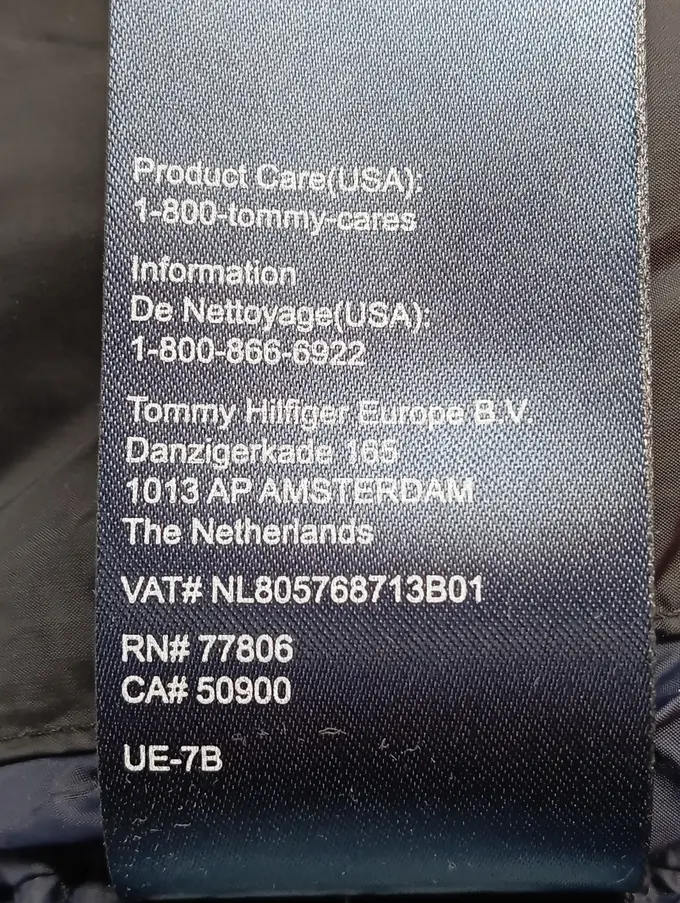 Product Care(USA):
1-800-tommy-cares
Information
De Nettoyage(USA):
1-800-866-6922
Tommy Hilfiger Europe B.V.
Danzigerkade 165
1013 AP AMSTERDAM
The Netherlands
VAT# NL805768713B01
RN# 77806
CA# 50900
UE-7B